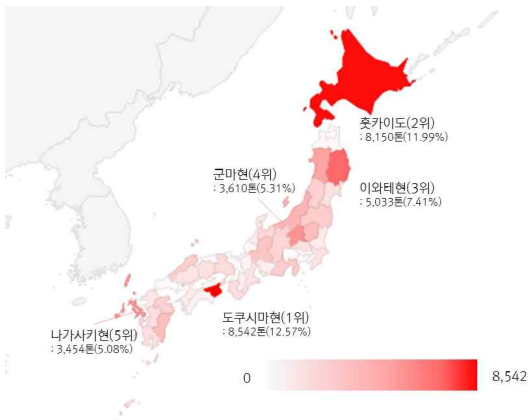 홋카이도(2위)
: 8,150톤(11.99%)
군마현(4위)
: 3,610톤(5.31%)
이와테현(3위)
: 5,033톤(7.41%)
도쿠시마현(1위)
: 8,542톤(12.57%)
나가사키현(5위)
: 3,454톤(5.08%)
0
8,542